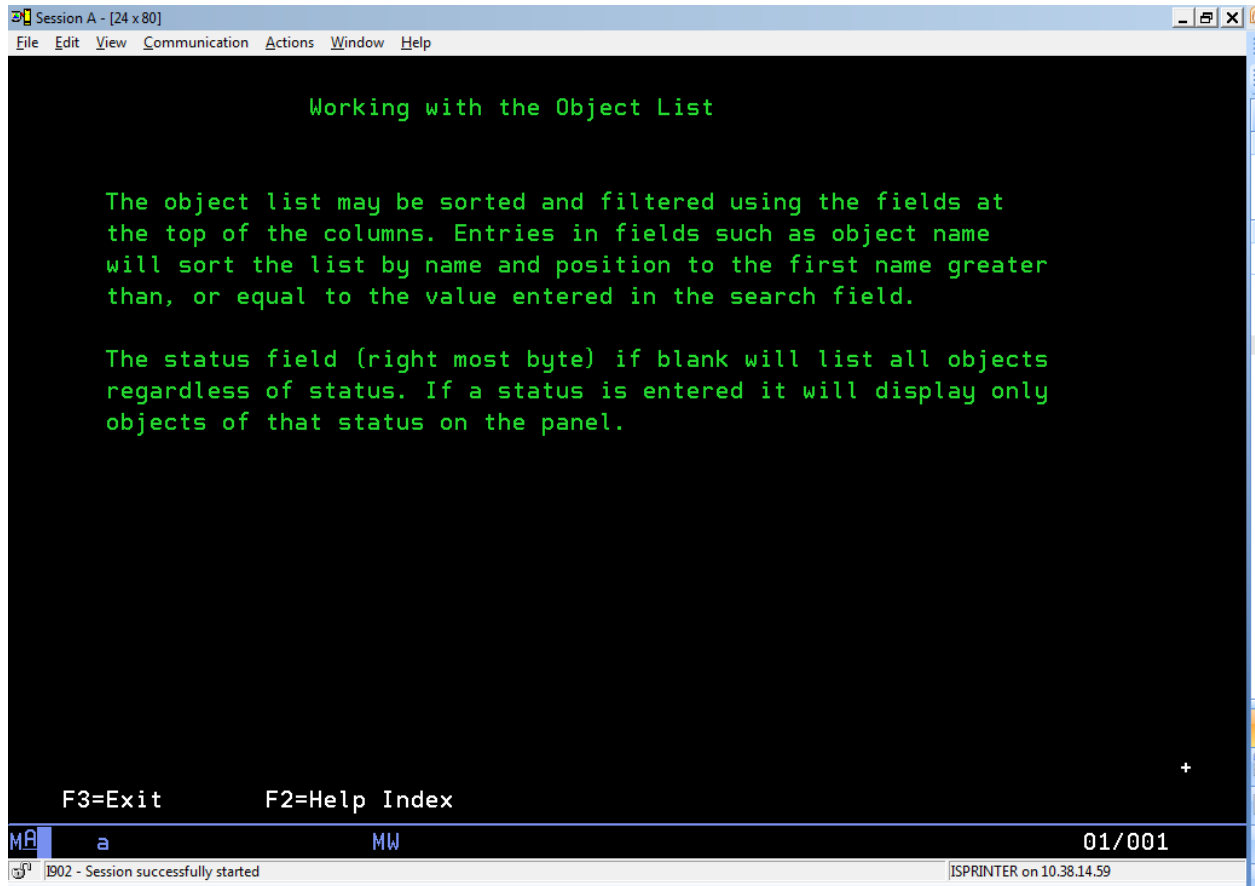 Session A - [24 x 80]
File Edit View Communication Actions Window Help
Working with the Object List
The object list may be sorted and filtered using the fields at
the top of the columns. Entries in fields such as object name
will sort the list by name and position to the first name greater
than, or equal to the value entered in the search field.
The status field (right most byte) if blank will list all objects
regardless of status. If a status is entered it will display only
objects of that status on the panel.
+
F3=Exit F2=Help Index
MA a MW 01/001
I902 - Session successfully started ISPRINTER on 10.38.14.59